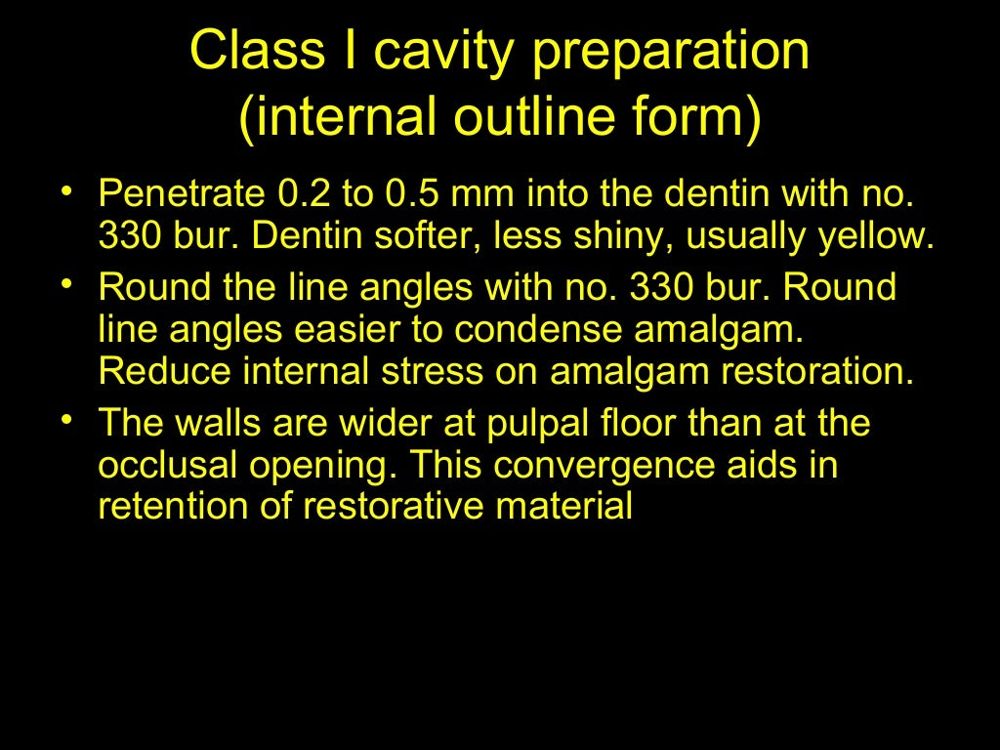 Class I cavity preparation
(internal outline form)
• Penetrate 0.2 to 0.5 mm into the dentin with no.
330 bur. Dentin softer, less shiny, usually yellow.
• Round the line angles with no. 330 bur. Round
line angles easier to condense amalgam.
Reduce internal stress on amalgam restoration.
• The walls are wider at pulpal floor than at the
occlusal opening. This convergence aids in
retention of restorative material